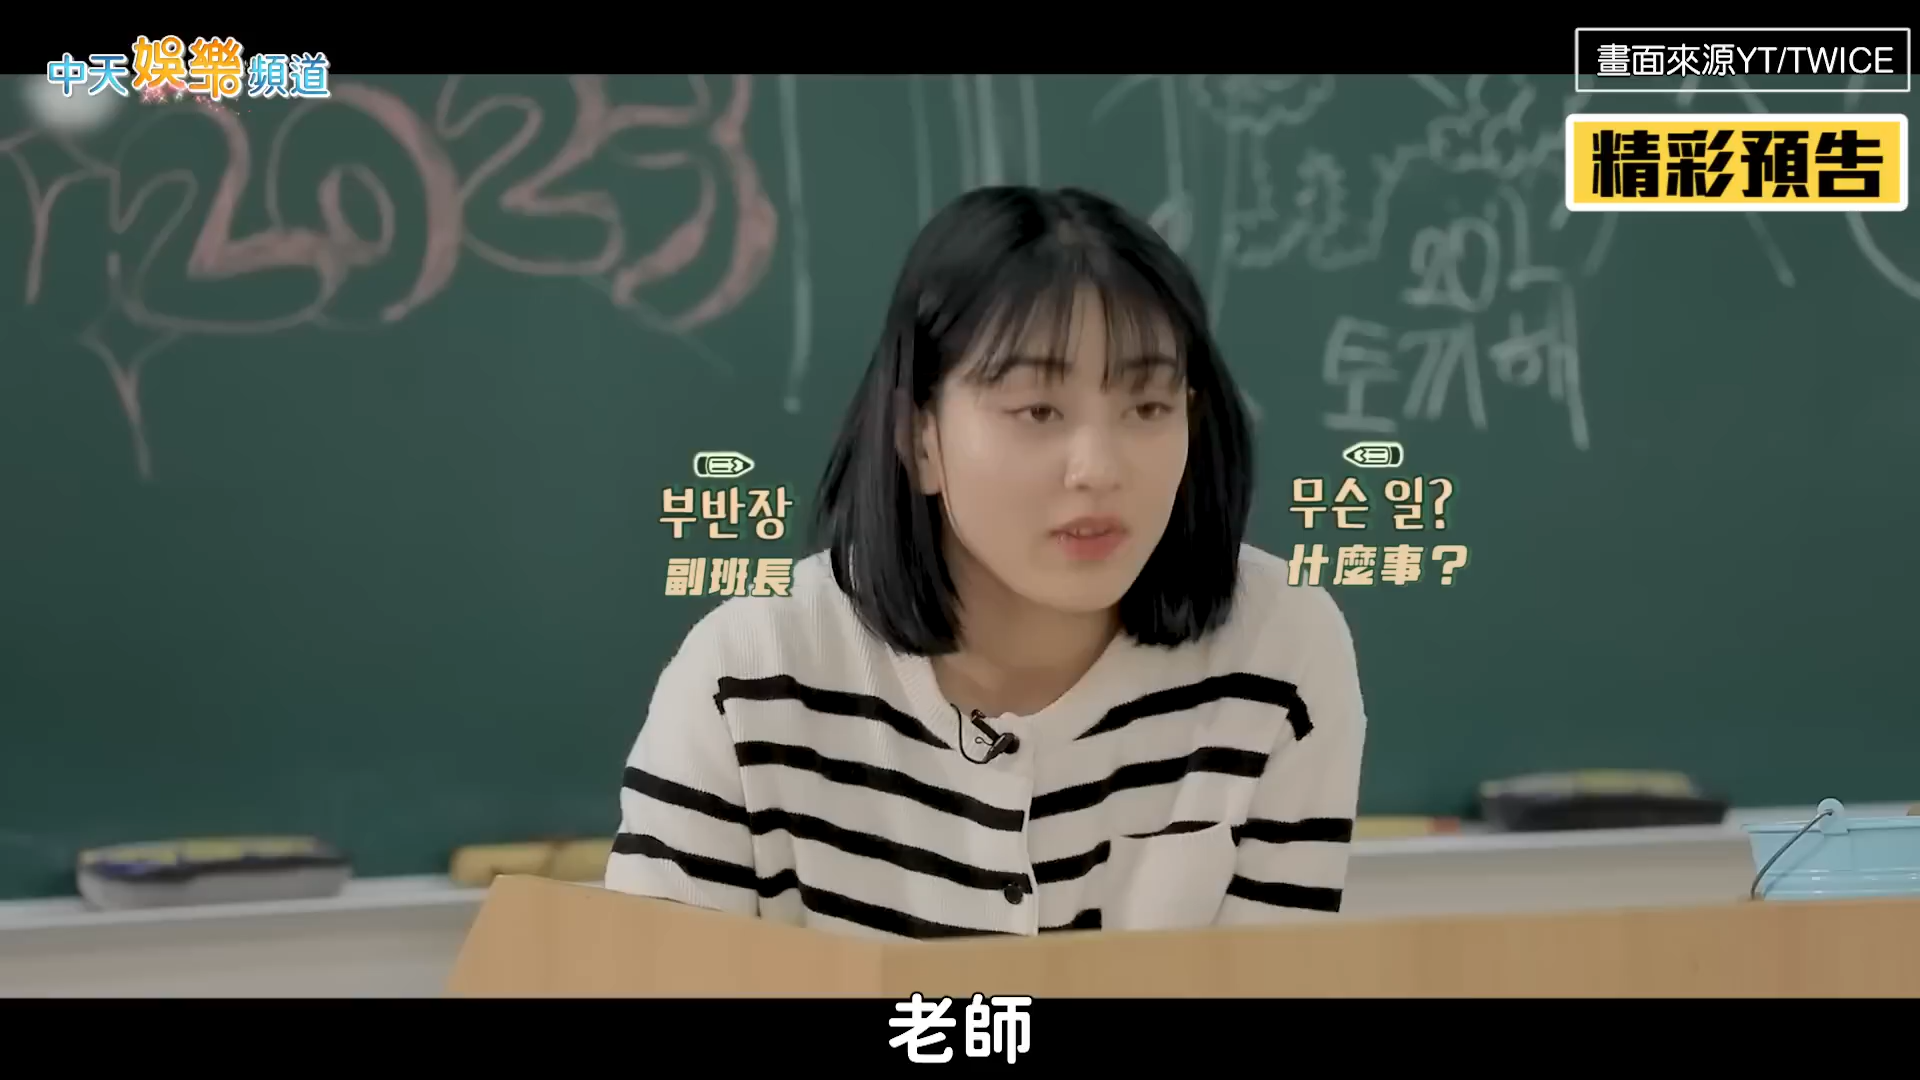 中天娛樂頻道
畫面來源YT/TWICE
精彩預告
2023
201
토끼해
부반장
副班長
무슨 일?
什麼事？
老師